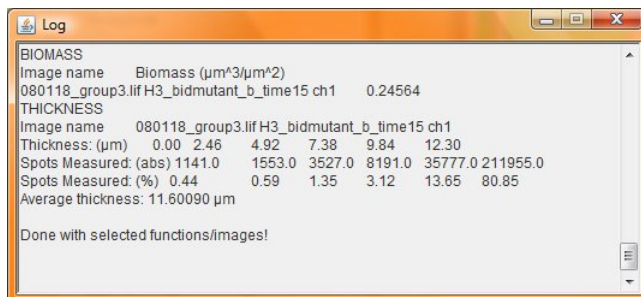 Log
BIOMASS
Image name Biomass (µm^3/µm^2)
080118_group3.lif H3_bidmutant_b_time15 ch1 0.24564
THICKNESS
Image name 080118_group3.lif H3_bidmutant_b_time15 ch1
Thickness: (µm) 0.00 2.46 4.92 7.38 9.84 12.30
Spots Measured: (abs) 1141.0 1553.0 3527.0 8191.0 35777.0 211955.0
Spots Measured: (%) 0.44 0.59 1.35 3.12 13.65 80.85
Average thickness: 11.60090 µm
Done with selected functions/images!